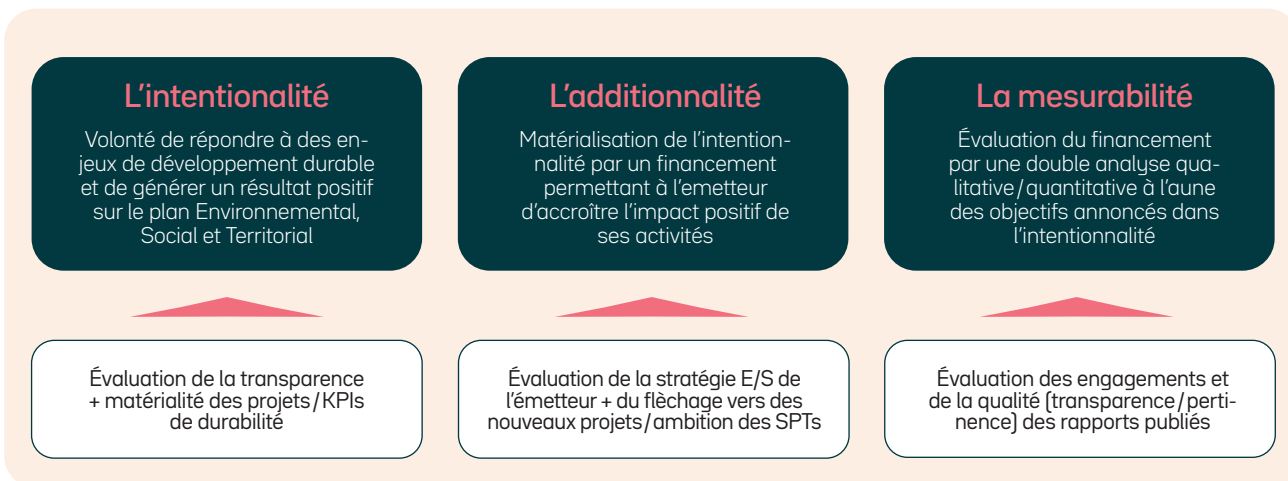 L'intentionalité
Volonté de répondre à des en-
jeux de développement durable
et de générer un résultat positif
sur le plan Environnemental,
Social et Territorial
L'additionnalité
Matérialisation de l'intention-
nalité par un financement
permettant à l'emetteur
d'accroître l'impact positif de
ses activités
La mesurabilité
Évaluation du financement
par une double analyse qua-
litative/quantitative à l'aune
des objectifs annoncés dans
l'intentionnalité
Évaluation de la transparence
+ matérialité des projets/KPIs
de durabilité
Évaluation de la stratégie E/S de
l'émetteur + du flèchage vers des
nouveaux projets/ambition des SPTs
Évaluation des engagements et
de la qualité (transparence/perti-
nence) des rapports publiés